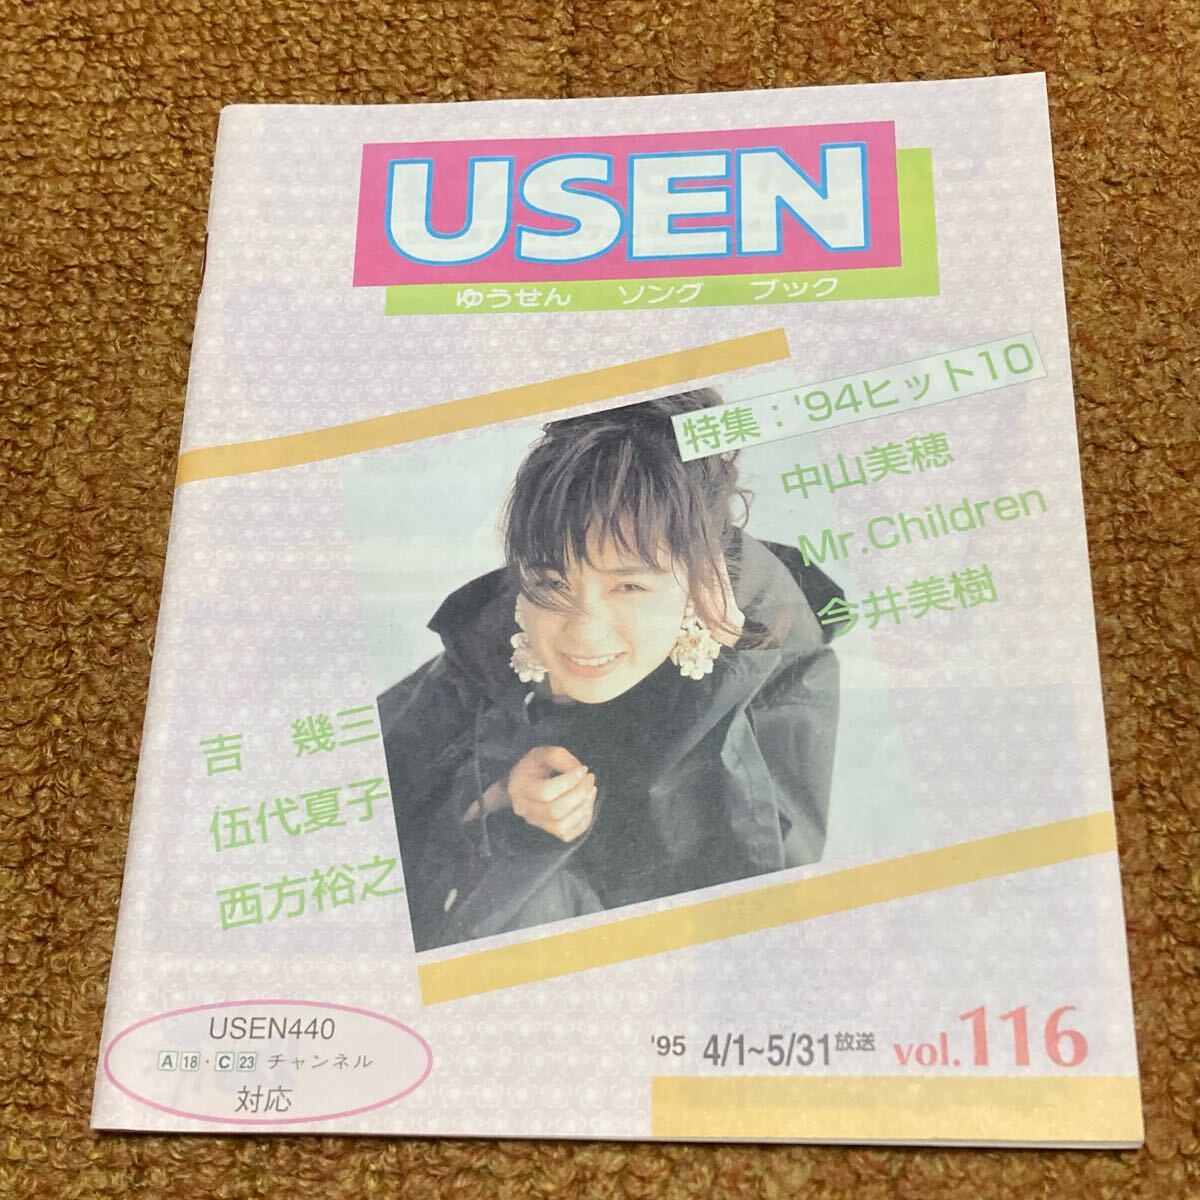 USEN
ゆうせん ソング ブック
特集：'94ヒット10
中山美穂
Mr.Children
今井美樹
吉 幾三
伍代夏子
西方裕之
USEN440
A18・C23 チャンネル
対応
'95 4/1~5/31放送 vol.116